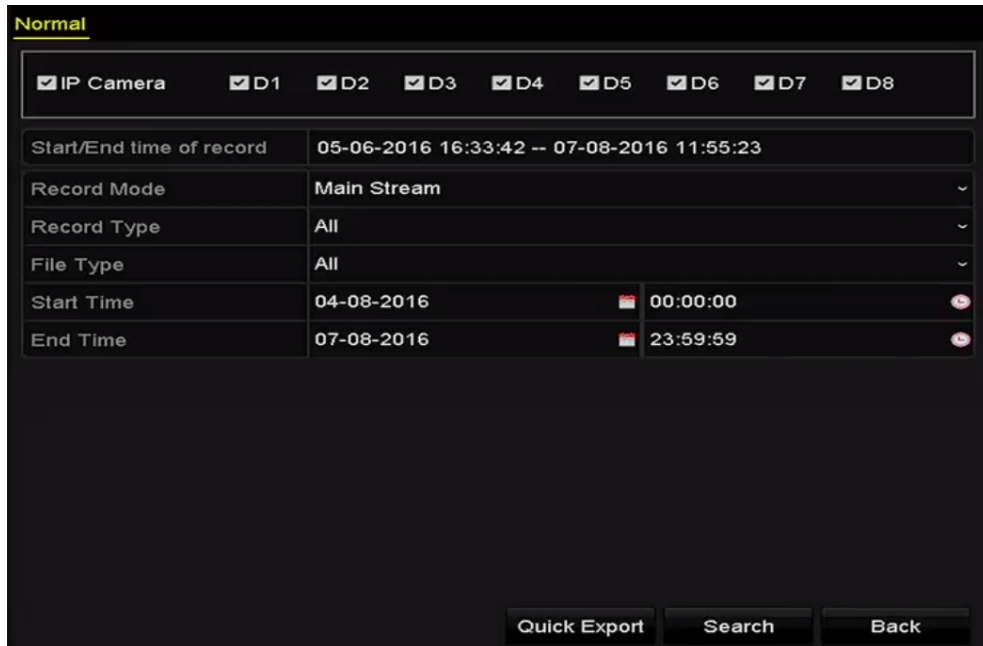 Normal
IP Camera D1 D2 D3 D4 D5 D6 D7 D8
Start/End time of record 05-06-2016 16:33:42 -- 07-08-2016 11:55:23
Record Mode Main Stream
Record Type All
File Type All
Start Time 04-08-2016 00:00:00
End Time 07-08-2016 23:59:59
Quick Export Search Back